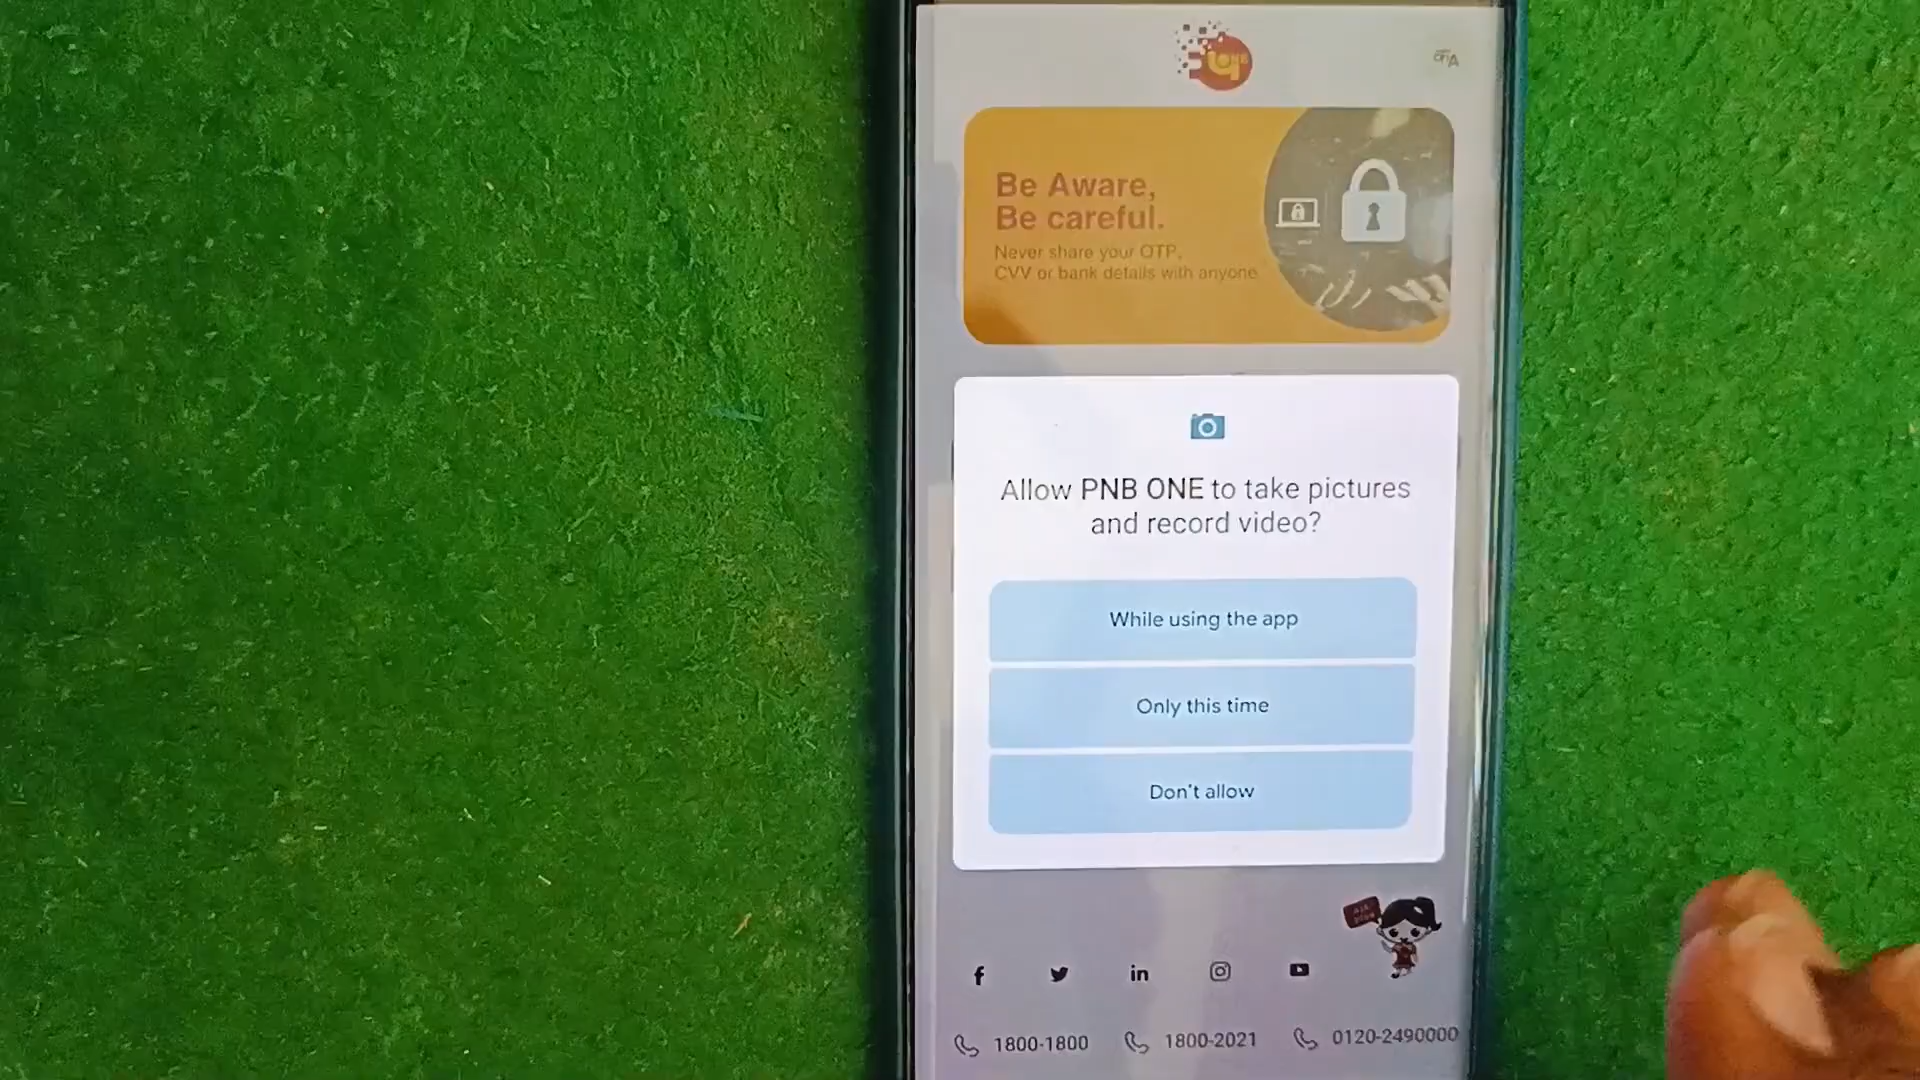 ONE
Be Aware,
Be careful.
Never share your OTP,
CVV or bank details with anyone
Allow PNB ONE to take pictures
and record video?
While using the app
Only this time
Don't allow
f
in
1800-1800
1800-2021
0120-2490000